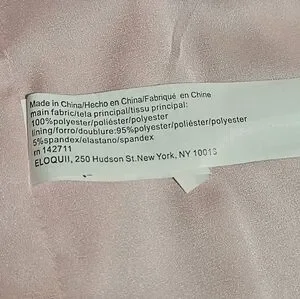 Made in China/Hecho en China/Fabriqué en Chine
main fabric/tela principal/tissu principal:
100%polyester/poliéster/polyester
lining/forro/doublure:95%polyester/poliéster/polyester
5%spandex/elastano/spandex
rn 142711
ELOQUII, 250 Hudson St.New York, NY 10013